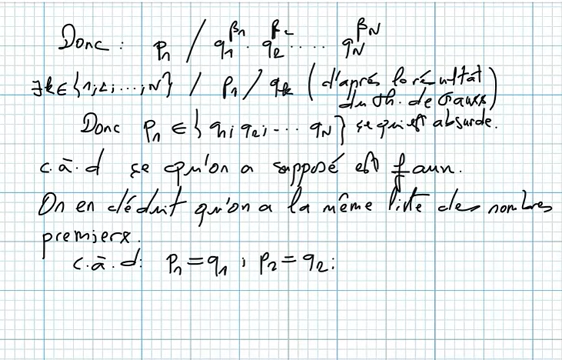 Donc : p₁ / q₁^β₁ . q₂^β₂ .... q_N^β_N
∃k∈{1;2;...;N} / p₁ / q_k (d'après le résultat
du th. de Gauss)
Donc p₁ ∈ {q₁; q₂; ... q_N} ce qui est absurde.
c.à.d ce qu'on a supposé est faux.
On en déduit qu'on a la même liste des nombres
premiers.
c.à.d: p₁ = q₁ ; p₂ = q₂ ;